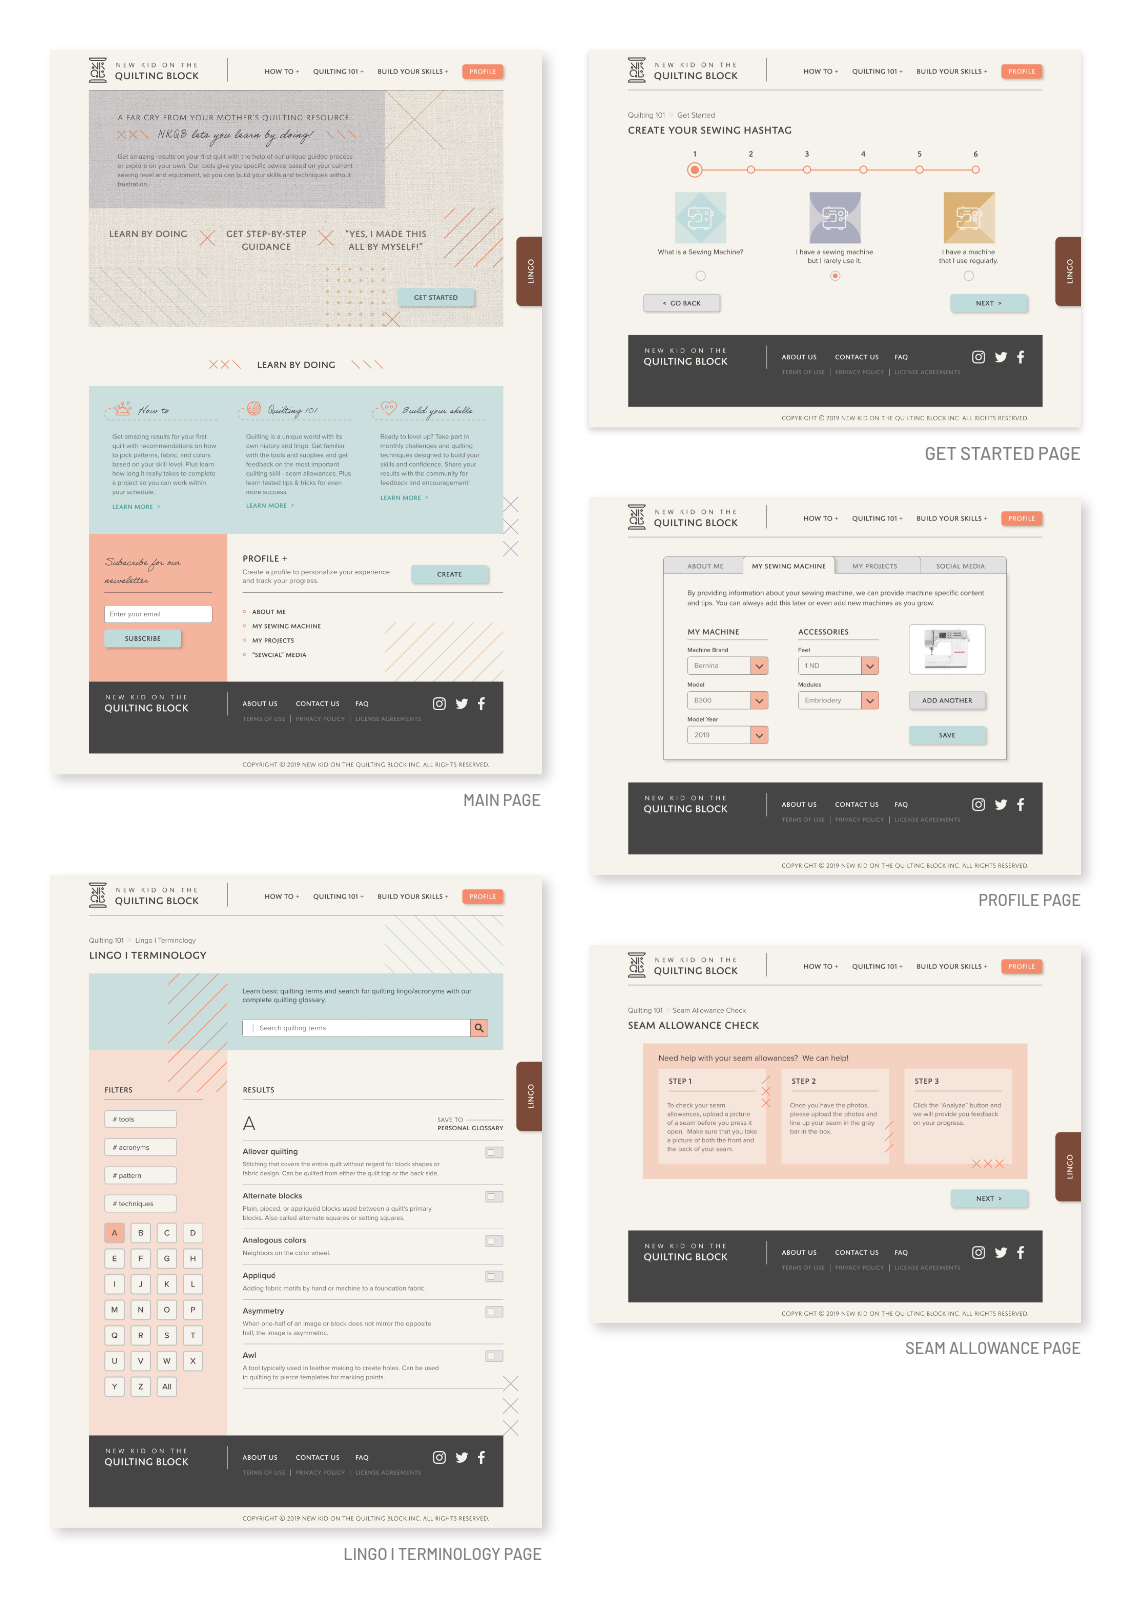 NEW KID ON THE
QUILTING BLOCK
HOW TO +
QUILTING 101 +
BUILD YOUR SKILLS +
PROFILE
A FAR CRY FROM YOUR MOTHER'S QUILTING RESOURCE.
NKQB lets you learn by doing!
Get amazing results on your first quilt with the help of our unique guided process
or explore on your own. Our tools give you specific advice based on your current
sewing level and equipment, so you can build your skills and techniques without
frustration.
LEARN BY DOING
GET STEP-BY-STEP
GUIDANCE
"YES, I MADE THIS
ALL BY MYSELF!"
GET STARTED
LINGO
LEARN BY DOING
How to
Get amazing results for your first
quilt with recommendations on how
to pick patterns, fabric, and colors
based on your skill level. Plus learn
how long it really takes to complete
a project so you can work within
your schedule.
LEARN MORE >
Quilting 101
Quilting is a unique world with its
own history and lingo. Get familiar
with the tools and supplies and get
feedback on the most important
quilting skill - seam allowances. Plus
learn tested tips & tricks for even
more success.
LEARN MORE >
Build your skills
Ready to level up? Take part in
monthly challenges and quilting
techniques designed to build your
skills and confidence. Share your
results with the community for
feedback and encouragement!
LEARN MORE >
Subscribe for our
newsletter
Enter your email
SUBSCRIBE
PROFILE +
Create a profile to personalize your experience
and track your progress.
CREATE
ABOUT ME
MY SEWING MACHINE
MY PROJECTS
"SEWCIAL" MEDIA
NEW KID ON THE
QUILTING BLOCK
ABOUT US
CONTACT US
FAQ
TERMS OF USE | PRIVACY POLICY | LICENSE AGREEMENTS
COPYRIGHT © 2019 NEW KID ON THE QUILTING BLOCK INC. ALL RIGHTS RESERVED.
MAIN PAGE
NEW KID ON THE
QUILTING BLOCK
HOW TO +
QUILTING 101 +
BUILD YOUR SKILLS +
PROFILE
Quilting 101 > Lingo | Terminology
LINGO | TERMINOLOGY
Learn basic quilting terms and search for quilting lingo/acronyms with our
complete quilting glossary.
Search quilting terms
LINGO
FILTERS
# tools
# acronyms
# pattern
# techniques
A B C D
E F G H
I J K L
M N O P
Q R S T
U V W X
Y Z All
RESULTS
A
SAVE TO
PERSONAL GLOSSARY
Allover quilting
Stitching that covers the entire quilt without regard for block shapes or
fabric design. Can be quilted from either the quilt top or the back side.
Alternate blocks
Plain, pieced, or appliquéd blocks used between a quilt's primary
blocks. Also called alternate squares or setting squares.
Analogous colors
Neighbors on the color wheel.
Appliqué
Adding fabric motifs by hand or machine to a foundation fabric.
Asymmetry
When one-half of an image or block does not mirror the opposite
half, the image is asymmetric.
Awl
A tool typically used in leather making to create holes. Can be used
in quilting to pierce templates for marking points.
NEW KID ON THE
QUILTING BLOCK
ABOUT US
CONTACT US
FAQ
TERMS OF USE | PRIVACY POLICY | LICENSE AGREEMENTS
COPYRIGHT © 2019 NEW KID ON THE QUILTING BLOCK INC. ALL RIGHTS RESERVED.
LINGO | TERMINOLOGY PAGE
NEW KID ON THE
QUILTING BLOCK
HOW TO +
QUILTING 101 +
BUILD YOUR SKILLS +
PROFILE
Quilting 101 > Get Started
CREATE YOUR SEWING HASHTAG
1 2 3 4 5 6
What is a Sewing Machine?
I have a sewing machine
but I rarely use it.
I have a machine
that I use regularly.
LINGO
< GO BACK
NEXT >
NEW KID ON THE
QUILTING BLOCK
ABOUT US
CONTACT US
FAQ
TERMS OF USE | PRIVACY POLICY | LICENSE AGREEMENTS
COPYRIGHT © 2019 NEW KID ON THE QUILTING BLOCK INC. ALL RIGHTS RESERVED.
GET STARTED PAGE
NEW KID ON THE
QUILTING BLOCK
HOW TO +
QUILTING 101 +
BUILD YOUR SKILLS +
PROFILE
ABOUT ME
MY SEWING MACHINE
MY PROJECTS
SOCIAL MEDIA
By providing information about your sewing machine, we can provide machine specific content
and tips. You can always add this later or even add new machines as you grow.
MY MACHINE
Machine Brand
Bernina
Model
B300
Model Year
2019
ACCESSORIES
Feet
1 ND
Modules
Embriodery
ADD ANOTHER
SAVE
NEW KID ON THE
QUILTING BLOCK
ABOUT US
CONTACT US
FAQ
TERMS OF USE | PRIVACY POLICY | LICENSE AGREEMENTS
COPYRIGHT © 2019 NEW KID ON THE QUILTING BLOCK INC. ALL RIGHTS RESERVED.
PROFILE PAGE
NEW KID ON THE
QUILTING BLOCK
HOW TO +
QUILTING 101 +
BUILD YOUR SKILLS +
PROFILE
Quilting 101 > Seam Allowance Check
SEAM ALLOWANCE CHECK
Need help with your seam allowances? We can help!
STEP 1
To check your seam
allowances, upload a picture
of a seam before you press it
open. Make sure that you take
a picture of both the front and
the back of your seam.
STEP 2
Once you have the photos,
please upload the photos and
line up your seam in the gray
bar in the box.
STEP 3
Click the "Analyze" button and
we will provide you feedback
on your progress.
LINGO
NEXT >
NEW KID ON THE
QUILTING BLOCK
ABOUT US
CONTACT US
FAQ
TERMS OF USE | PRIVACY POLICY | LICENSE AGREEMENTS
COPYRIGHT © 2019 NEW KID ON THE QUILTING BLOCK INC. ALL RIGHTS RESERVED.
SEAM ALLOWANCE PAGE